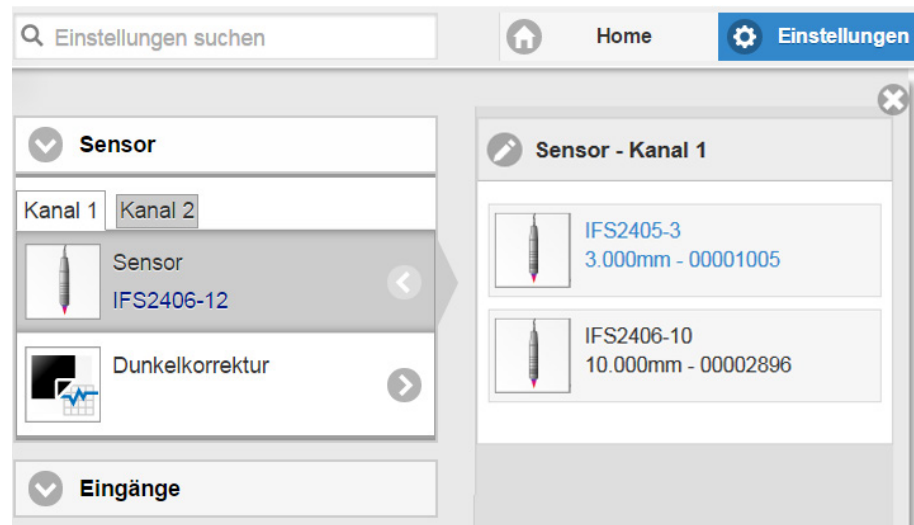 Einstellungen suchen
Home
Einstellungen
Sensor
Kanal 1 Kanal 2
Sensor
IFS2406-12
Dunkelkorrektur
Eingänge
Sensor - Kanal 1
IFS2405-3
3.000mm - 00001005
IFS2406-10
10.000mm - 00002896